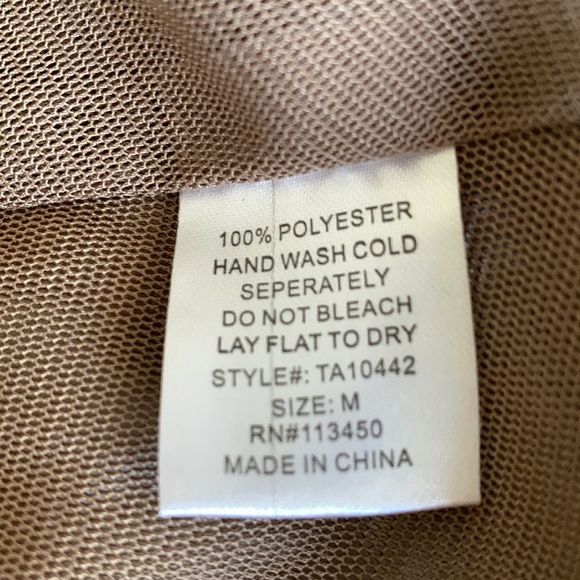 100% POLYESTER
HAND WASH COLD
SEPERATELY
DO NOT BLEACH
LAY FLAT TO DRY
STYLE#: TA10442
SIZE: M
RN#113450
MADE IN CHINA